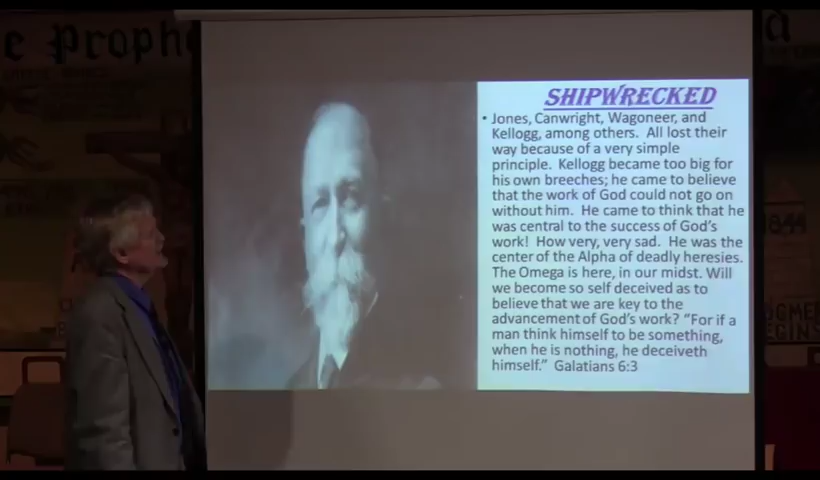 e Proph
SHIPWRECKED
• Jones, Canwright, Wagoneer, and
Kellogg, among others. All lost their
way because of a very simple
principle. Kellogg became too big for
his own breeches; he came to believe
that the work of God could not go on
without him. He came to think that he
was central to the success of God's
work! How very, very sad. He was the
center of the Alpha of deadly heresies.
The Omega is here, in our midst. Will
we become so self deceived as to
believe that we are key to the
advancement of God's work? "For if a
man think himself to be something,
when he is nothing, he deceiveth
himself." Galatians 6:3
1844